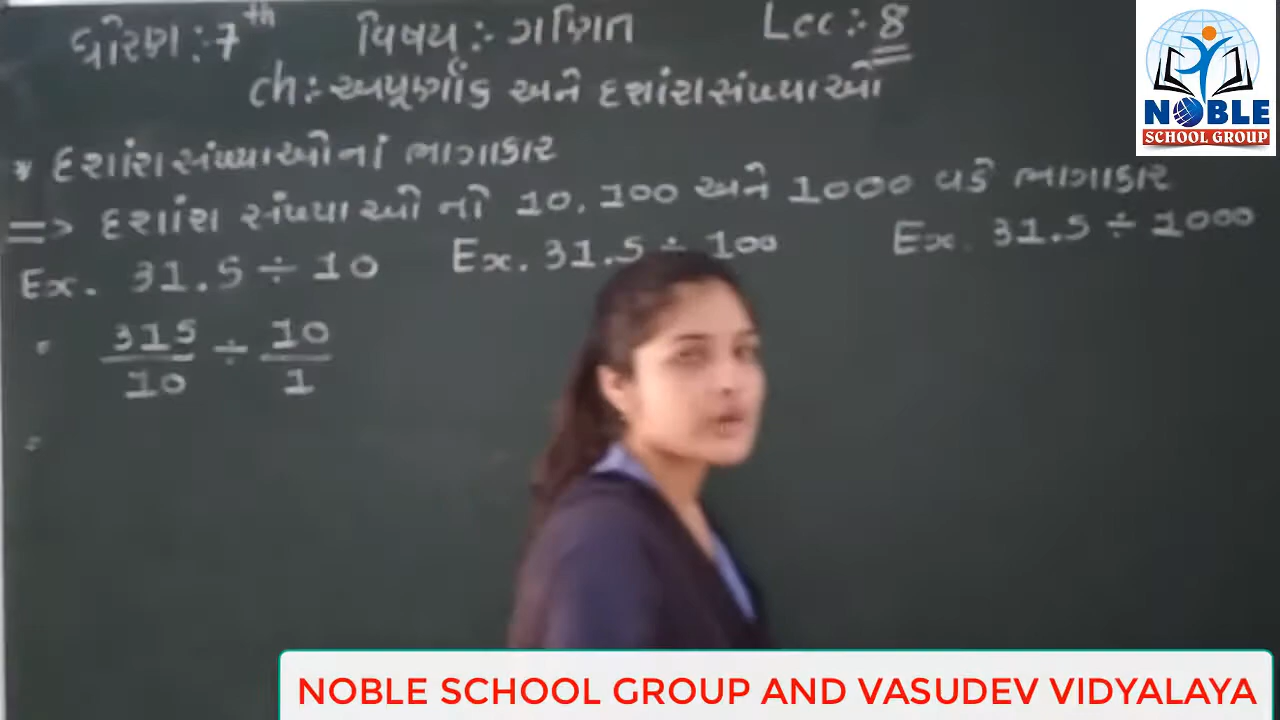 ધોરણ :- 7th વિષય :- ગણિત Lec :- 8
ch :- અપૂર્ણાંક અને દશાંશ સંખ્યાઓ
* દશાંશ સંખ્યાઓનાં ભાગાકાર
=> દશાંશ સંખ્યાઓનો 10, 100 અને 1000 વડે ભાગાકાર
Ex. 31.5 ÷ 10 Ex. 31.5 ÷ 100 Ex. 31.5 ÷ 1000
= 315/10 ÷ 10/1
=
NOBLE
SCHOOL GROUP
NOBLE SCHOOL GROUP AND VASUDEV VIDYALAYA